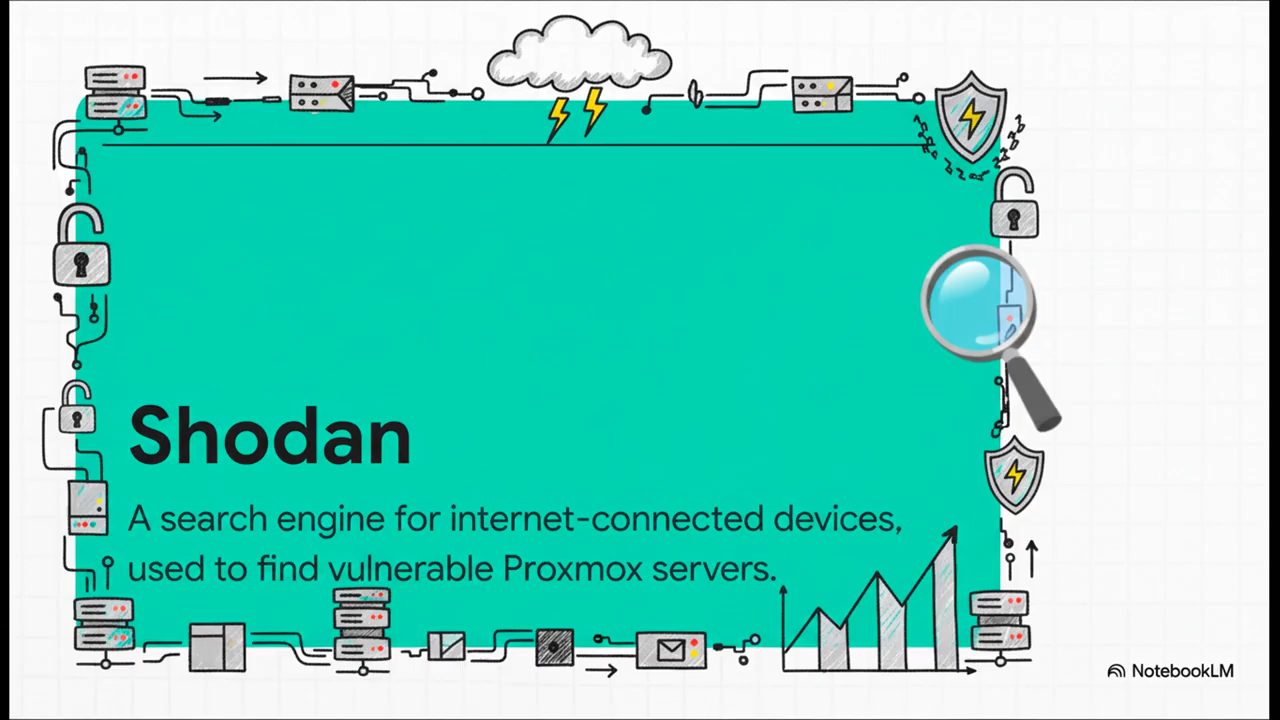 Shodan
A search engine for internet-connected devices,
used to find vulnerable Proxmox servers.
NotebookLM